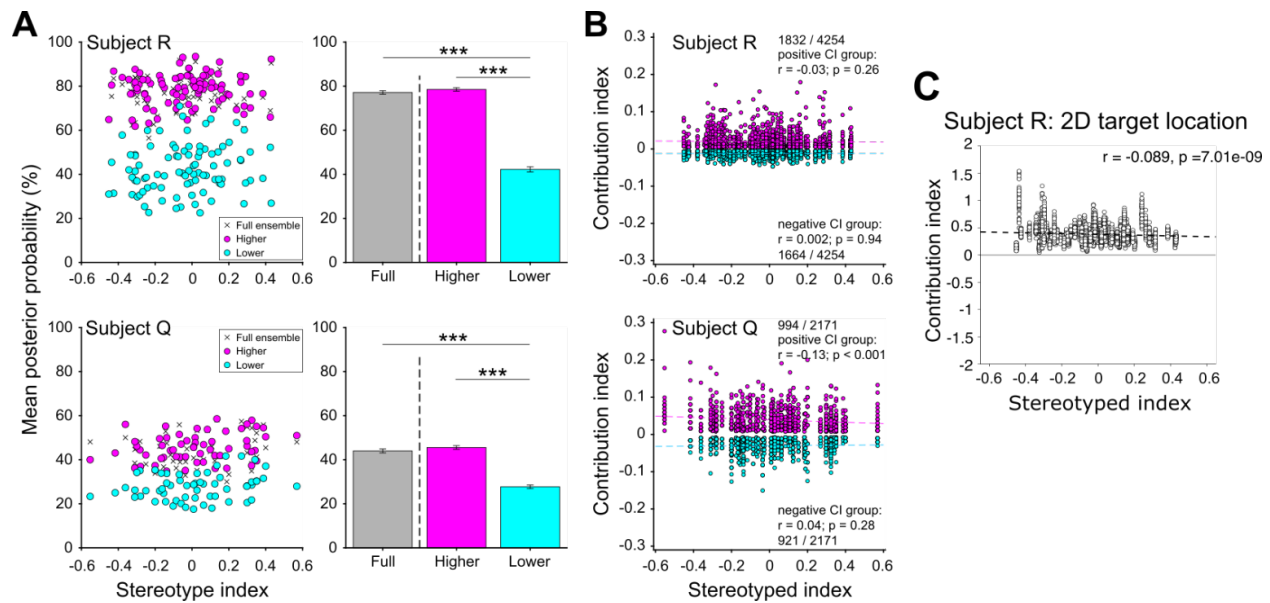 A
Subject R
100
80
60
40
20
0
× Full ensemble
Higher
Lower
-0.6 -0.4 -0.2 0 0.2 0.4 0.6
100
80
60
40
20
0
***
***
Full Higher Lower
Mean posterior probability (%)
Subject Q
100
80
60
40
20
0
× Full ensemble
Higher
Lower
-0.6 -0.4 -0.2 0 0.2 0.4 0.6
Stereotype index
100
80
60
40
20
0
***
***
Full Higher Lower
B
Subject R
1832 / 4254
positive CI group:
r = -0.03; p = 0.26
Contribution index
0.3
0.2
0.1
0
-0.1
-0.2
-0.3
negative CI group:
r = 0.002; p = 0.94
1664 / 4254
-0.6 -0.4 -0.2 0 0.2 0.4 0.6
Subject Q
994 / 2171
positive CI group:
r = -0.13; p < 0.001
Contribution index
0.3
0.2
0.1
0
-0.1
-0.2
-0.3
negative CI group:
r = 0.04; p = 0.28
921 / 2171
-0.6 -0.4 -0.2 0 0.2 0.4 0.6
Stereotyped index
C
Subject R: 2D target location
r = -0.089, p =7.01e-09
Contribution index
2
1.5
1
0.5
0
-0.5
-1
-1.5
-2
-0.6 -0.4 -0.2 0 0.2 0.4 0.6
Stereotyped index